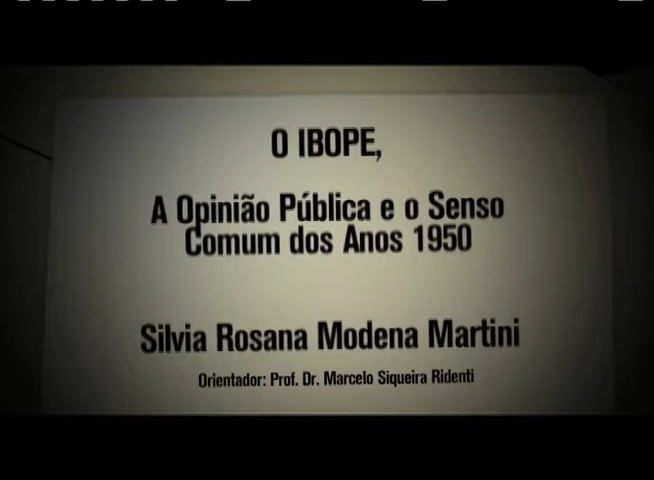 O IBOPE,
A Opinião Pública e o Senso
Comum dos Anos 1950
Silvia Rosana Modena Martini
Orientador: Prof. Dr. Marcelo Siqueira Ridenti